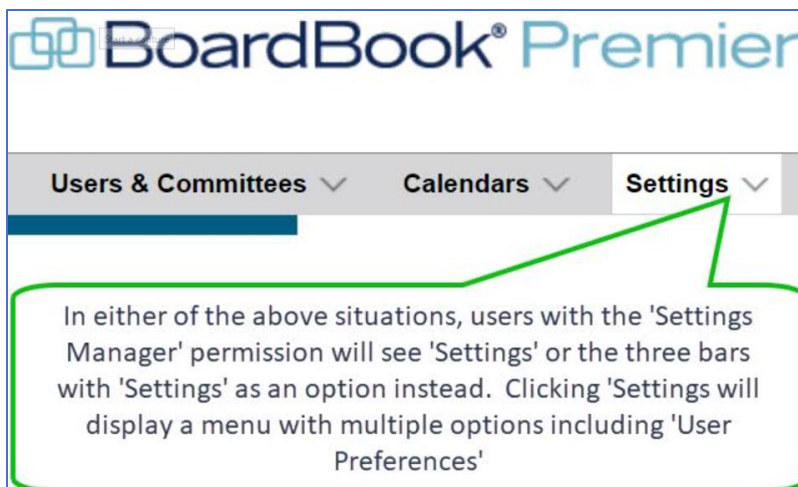 BoardBook® Premier
Start a capture
Users & Committees Calendars Settings
In either of the above situations, users with the 'Settings
Manager' permission will see 'Settings' or the three bars
with 'Settings' as an option instead. Clicking 'Settings will
display a menu with multiple options including 'User
Preferences'